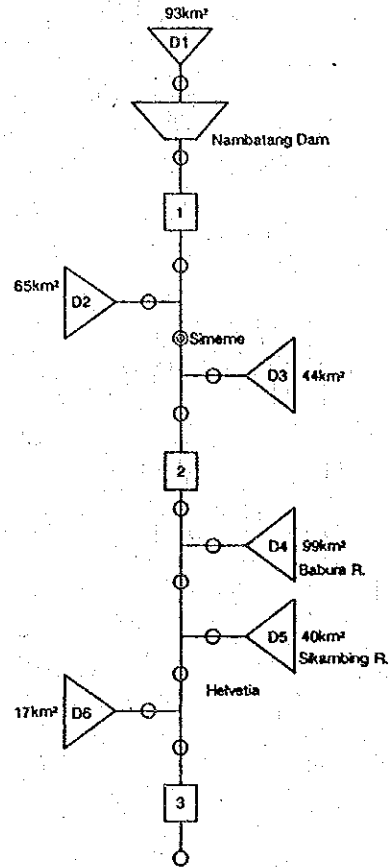 93km²
D1
Nambatang Dam
1
65km²
D2
Simeme
D3
44km²
2
D4
99km²
Babura R.
D5
40km²
Sikambing R.
Helvetia
17km²
D6
3